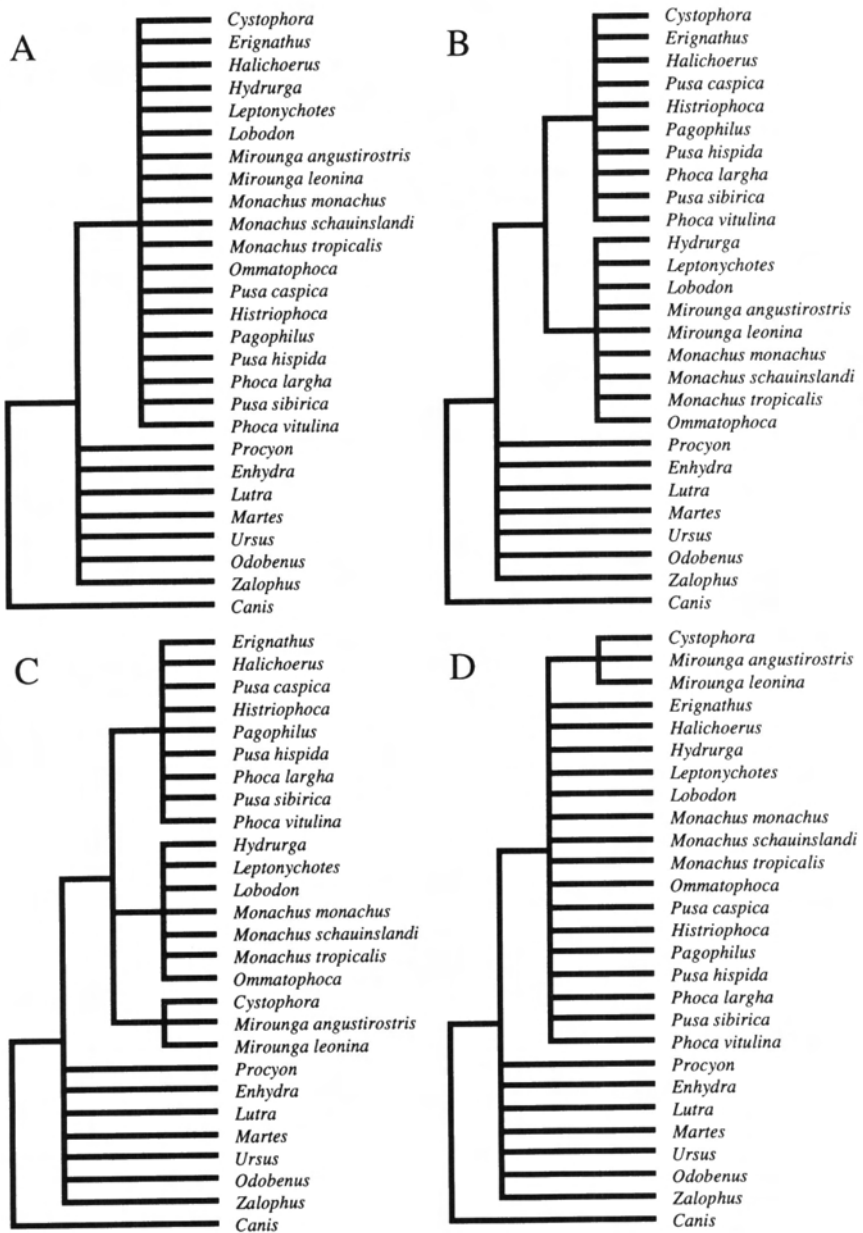 A
Cystophora
Erignathus
Halichoerus
Hydrurga
Leptonychotes
Lobodon
Mirounga angustirostris
Mirounga leonina
Monachus monachus
Monachus schauinslandi
Monachus tropicalis
Ommatophoca
Pusa caspica
Histriophoca
Pagophilus
Pusa hispida
Phoca largha
Pusa sibirica
Phoca vitulina
Procyon
Enhydra
Lutra
Martes
Ursus
Odobenus
Zalophus
Canis
B
Cystophora
Erignathus
Halichoerus
Pusa caspica
Histriophoca
Pagophilus
Pusa hispida
Phoca largha
Pusa sibirica
Phoca vitulina
Hydrurga
Leptonychotes
Lobodon
Mirounga angustirostris
Mirounga leonina
Monachus monachus
Monachus schauinslandi
Monachus tropicalis
Ommatophoca
Procyon
Enhydra
Lutra
Martes
Ursus
Odobenus
Zalophus
Canis
C
Erignathus
Halichoerus
Pusa caspica
Histriophoca
Pagophilus
Pusa hispida
Phoca largha
Pusa sibirica
Phoca vitulina
Hydrurga
Leptonychotes
Lobodon
Monachus monachus
Monachus schauinslandi
Monachus tropicalis
Ommatophoca
Cystophora
Mirounga angustirostris
Mirounga leonina
Procyon
Enhydra
Lutra
Martes
Ursus
Odobenus
Zalophus
Canis
D
Cystophora
Mirounga angustirostris
Mirounga leonina
Erignathus
Halichoerus
Hydrurga
Leptonychotes
Lobodon
Monachus monachus
Monachus schauinslandi
Monachus tropicalis
Ommatophoca
Pusa caspica
Histriophoca
Pagophilus
Pusa hispida
Phoca largha
Pusa sibirica
Phoca vitulina
Procyon
Enhydra
Lutra
Martes
Ursus
Odobenus
Zalophus
Canis